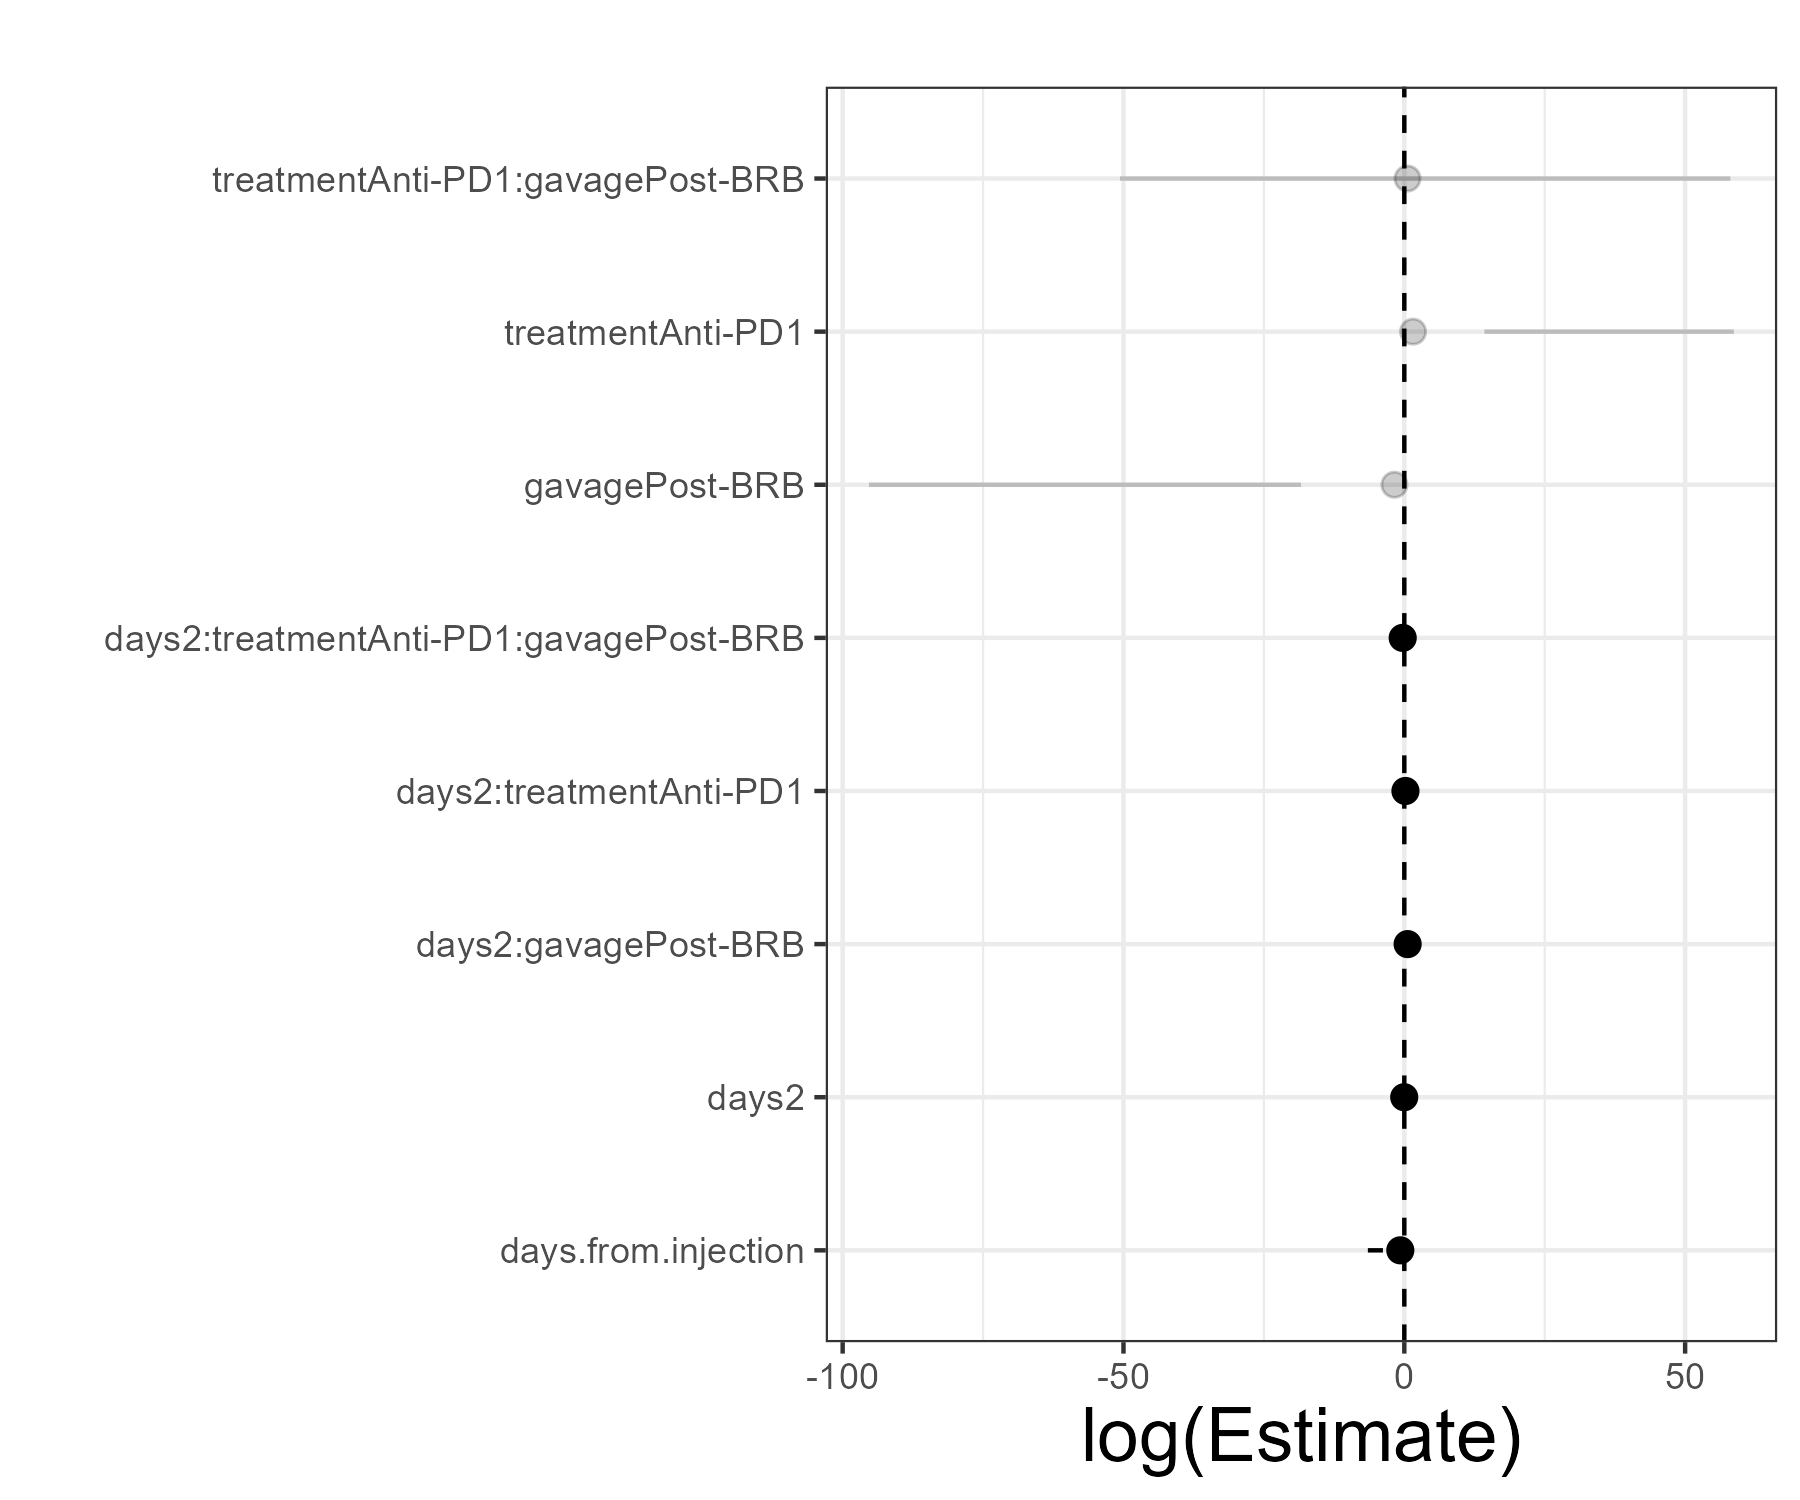 treatmentAnti-PD1:gavagePost-BRB
treatmentAnti-PD1
gavagePost-BRB
days2:treatmentAnti-PD1:gavagePost-BRB
days2:treatmentAnti-PD1
days2:gavagePost-BRB
days2
days.from.injection
-100 -50 0 50
log(Estimate)